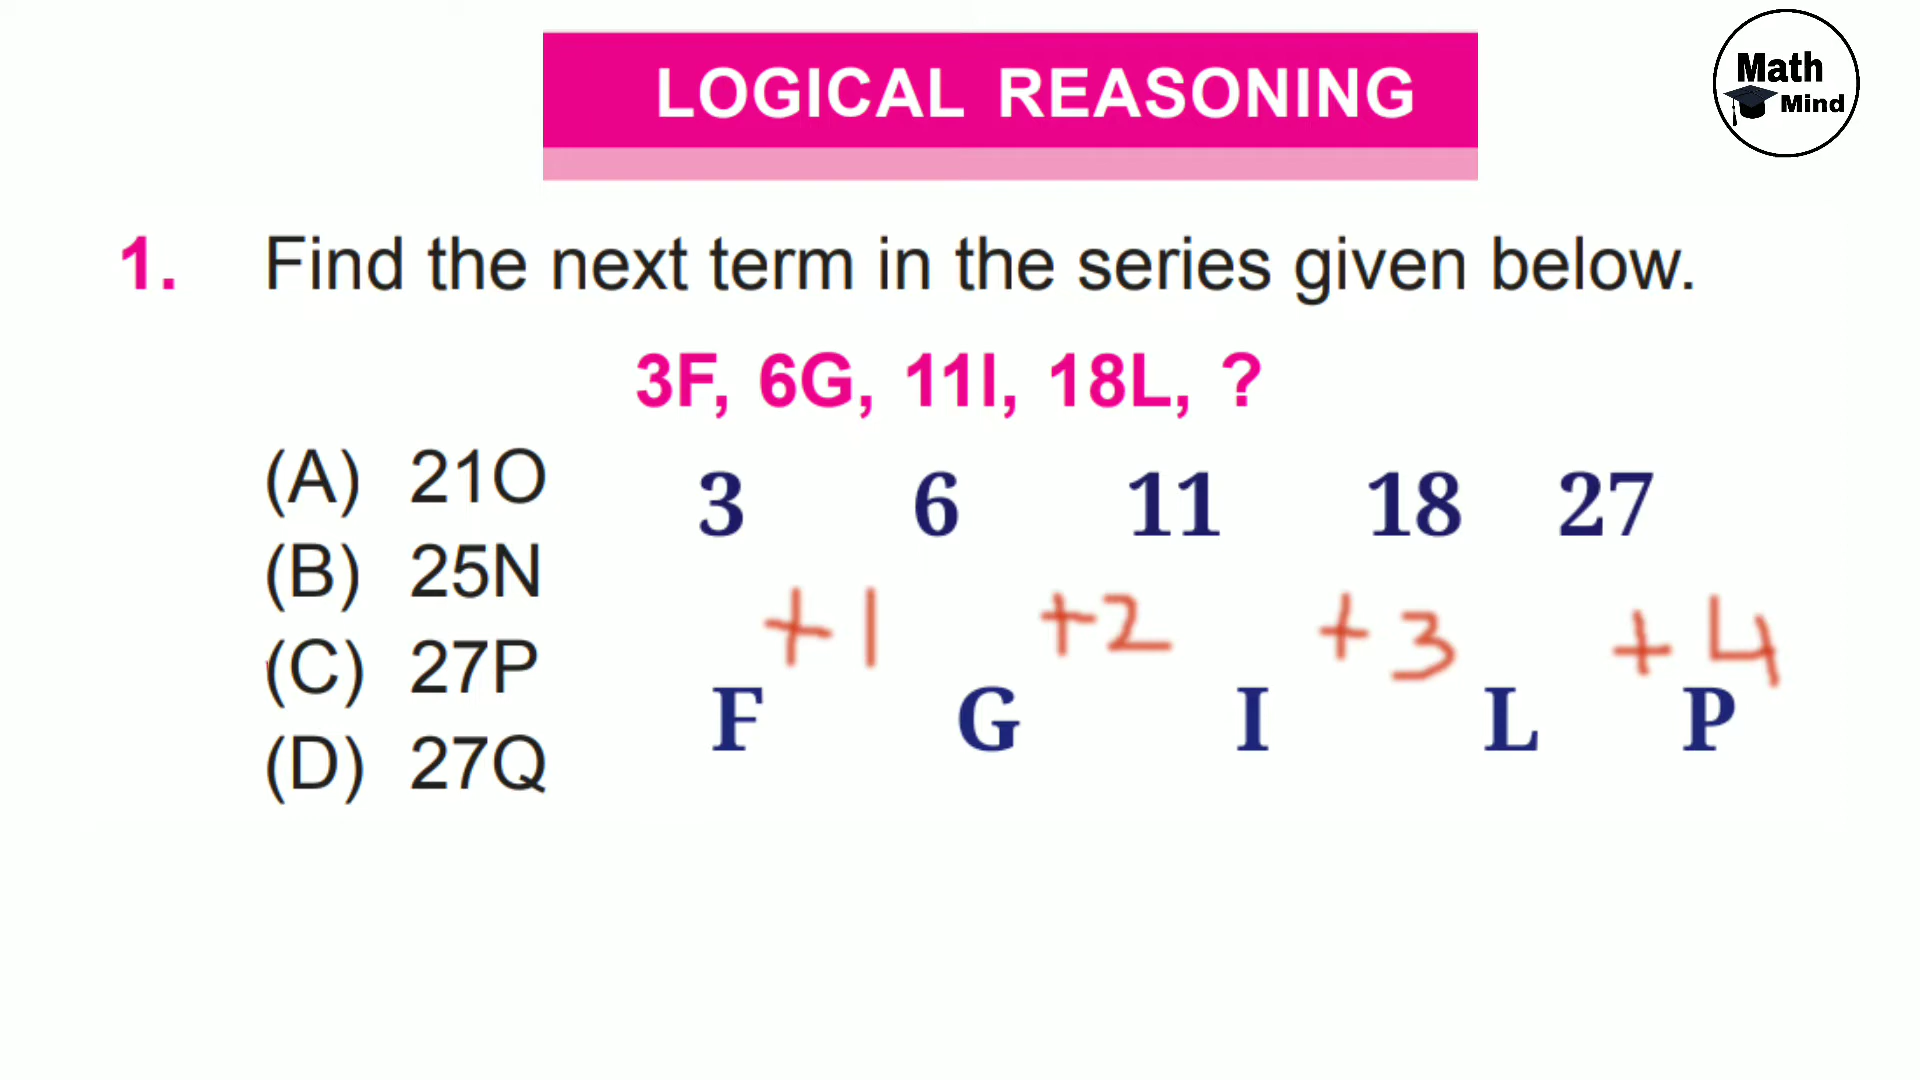 LOGICAL REASONING
Math
Mind
1. Find the next term in the series given below.
3F, 6G, 11I, 18L, ?
(A) 21O
(B) 25N
(C) 27P
(D) 27Q
3 6 11 18 27
+1 +2 +3 +4
F G I L P